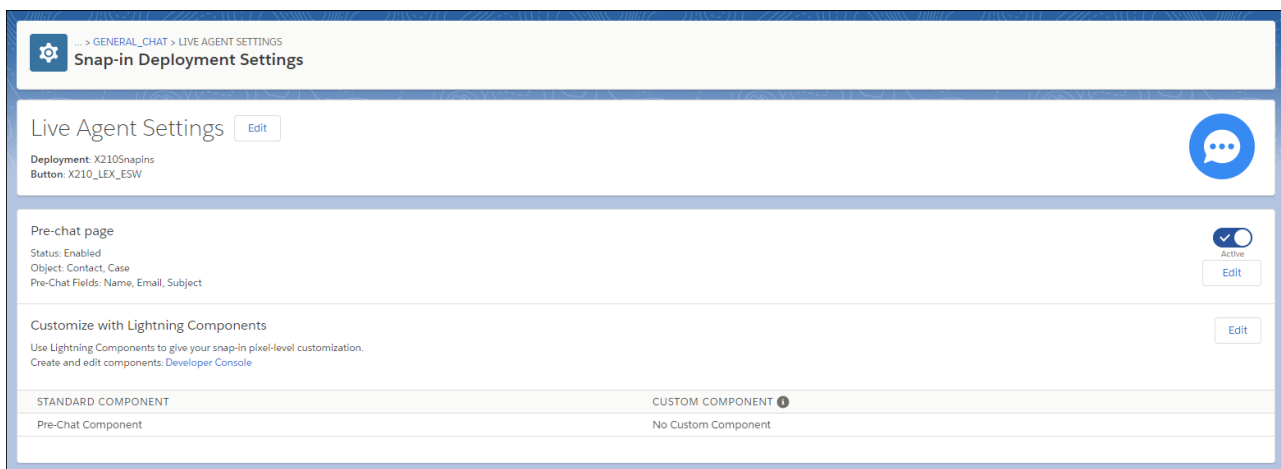 ... > GENERAL_CHAT > LIVE AGENT SETTINGS
Snap-in Deployment Settings
Live Agent Settings Edit
Deployment: X210Snapins
Button: X210_LEX_ESW
Pre-chat page
Status: Enabled
Object: Contact, Case
Pre-Chat Fields: Name, Email, Subject
Active
Edit
Customize with Lightning Components
Edit
Use Lightning Components to give your snap-in pixel-level customization.
Create and edit components: Developer Console
STANDARD COMPONENT CUSTOM COMPONENT
Pre-Chat Component No Custom Component